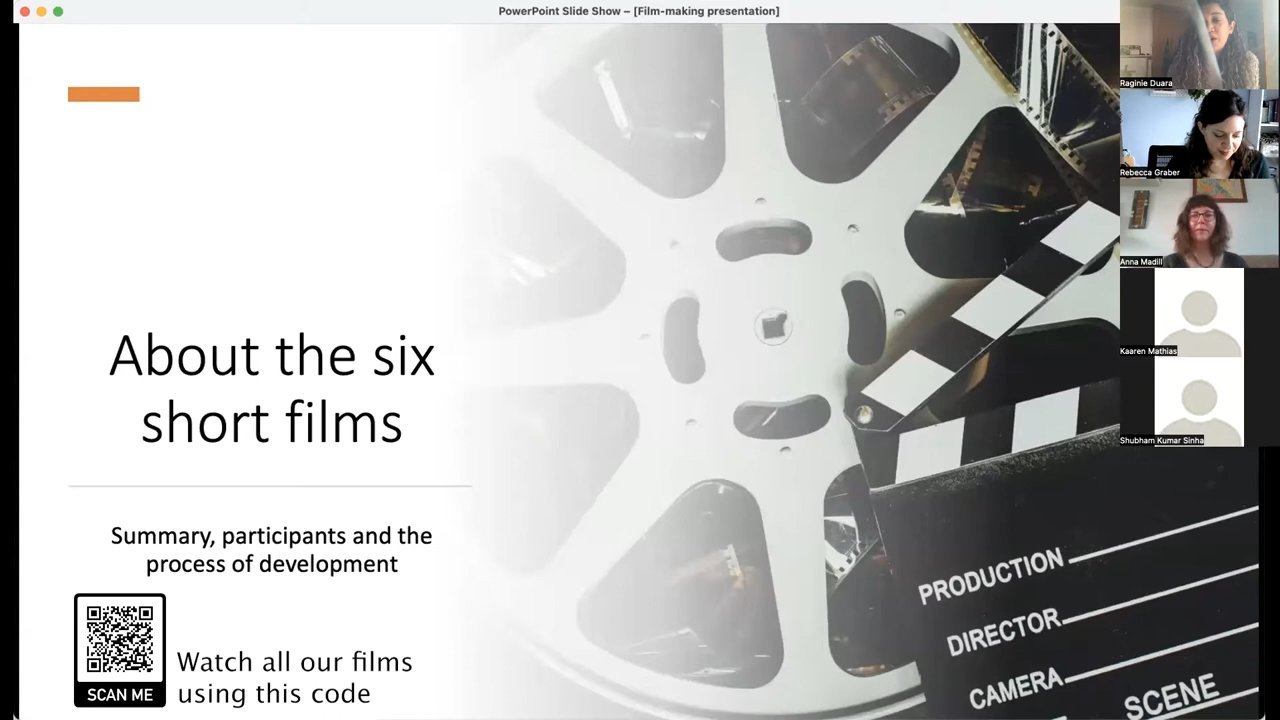 PowerPoint Slide Show – [Film-making presentation]
About the six
short films
Summary, participants and the
process of development
SCAN ME
Watch all our films
using this code
PRODUCTION
DIRECTOR
CAMERA
SCENE
Raginie Duara
Rebecca Graber
Anna Madill
Kaaren Mathias
Shubham Kumar Sinha